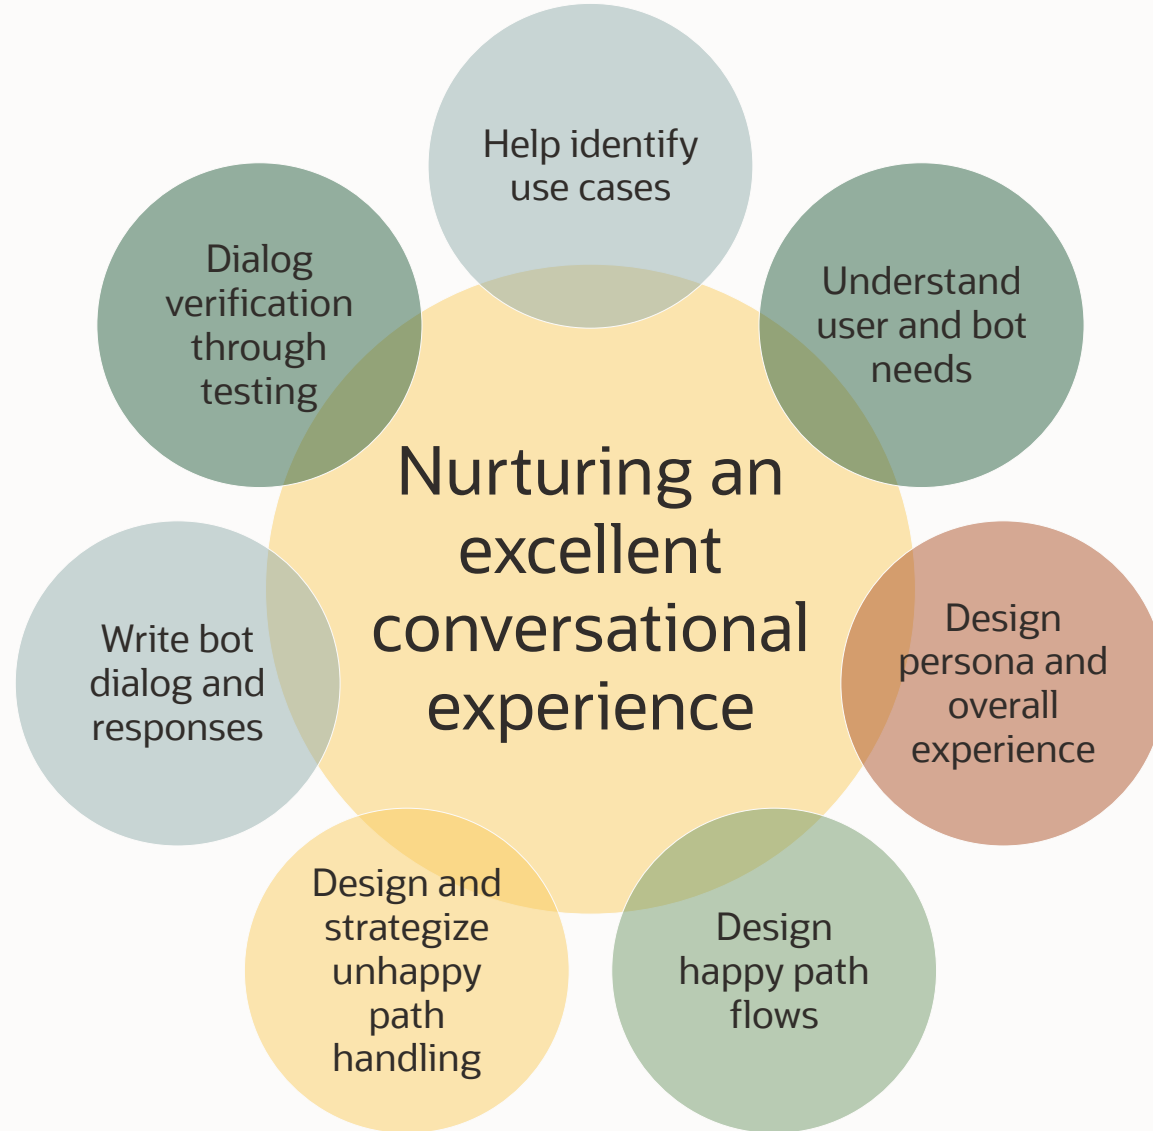 Help identify
use cases
Understand
user and bot
needs
Design
persona and
overall
experience
Design
happy path
flows
Design and
strategize
unhappy
path
handling
Write bot
dialog and
responses
Dialog
verification
through
testing
Nurturing an
excellent
conversational
experience